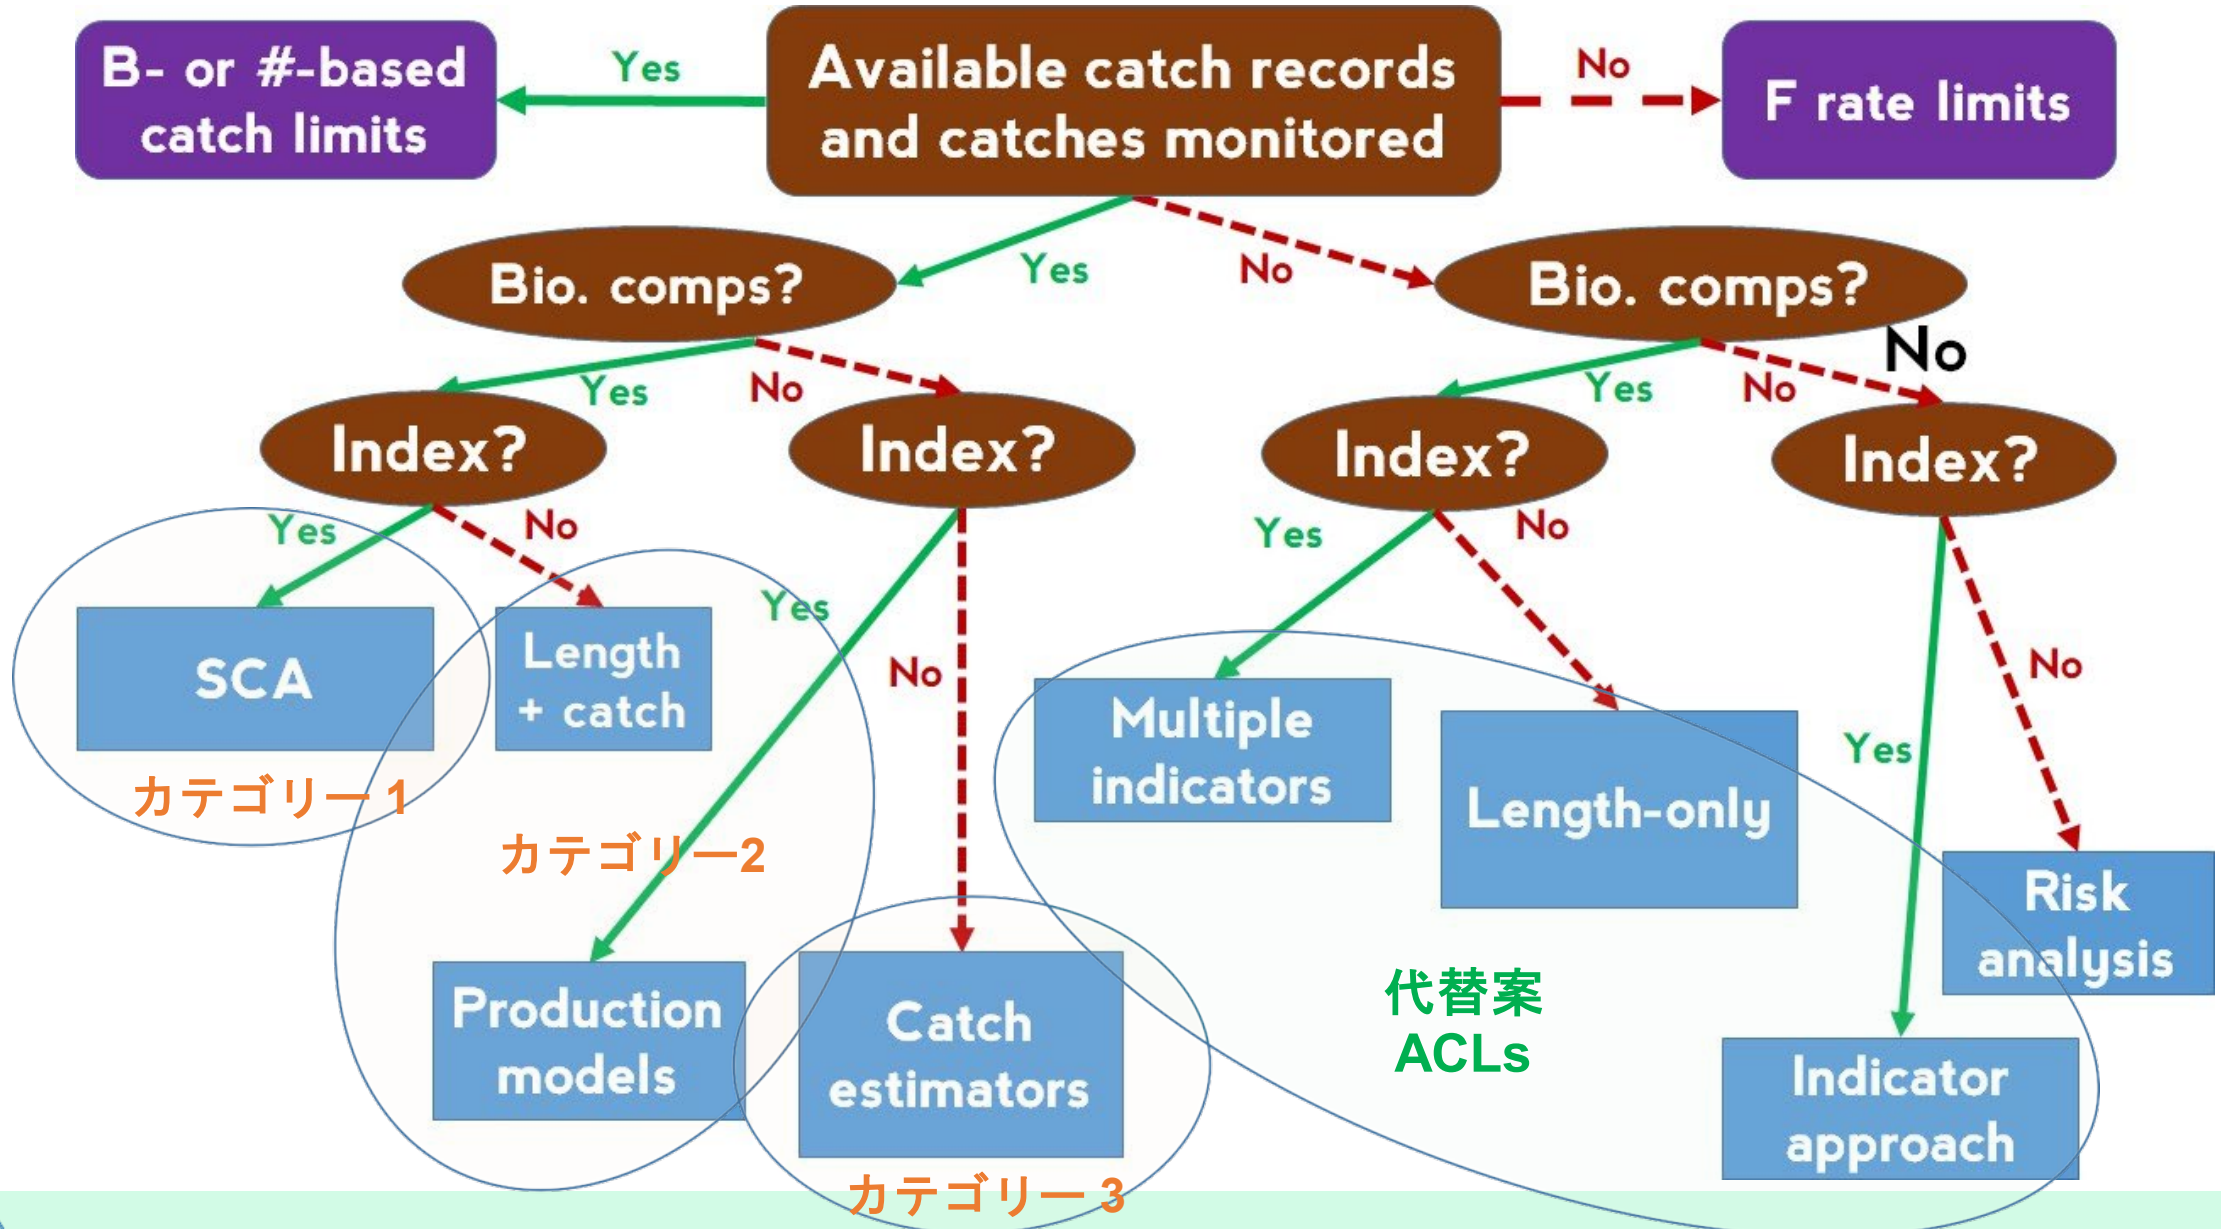 B- or #-based
catch limits
Yes
Available catch records
and catches monitored
No
F rate limits
Yes
No
Bio. comps?
Bio. comps?
No
Yes
No
Yes
No
Index?
Index?
Index?
Index?
Yes
No
Yes
No
Yes
No
Yes
No
SCA
Length
+ catch
カテゴリー 1
カテゴリー2
Multiple
indicators
Length-only
Risk
analysis
Production
models
Catch
estimators
カテゴリー 3
代替案
ACLs
Indicator
approach